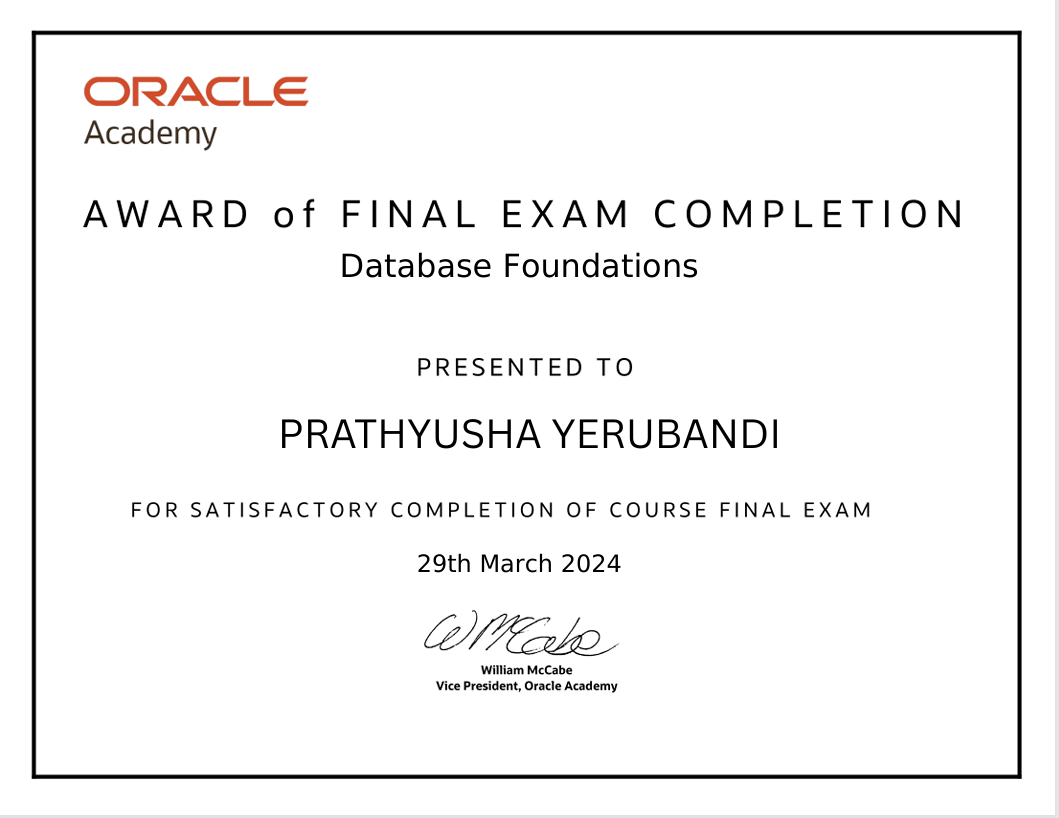 ORACLE
Academy
AWARD of FINAL EXAM COMPLETION
Database Foundations
PRESENTED TO
PRATHYUSHA YERUBANDI
FOR SATISFACTORY COMPLETION OF COURSE FINAL EXAM
29th March 2024
W McCabe
William McCabe
Vice President, Oracle Academy